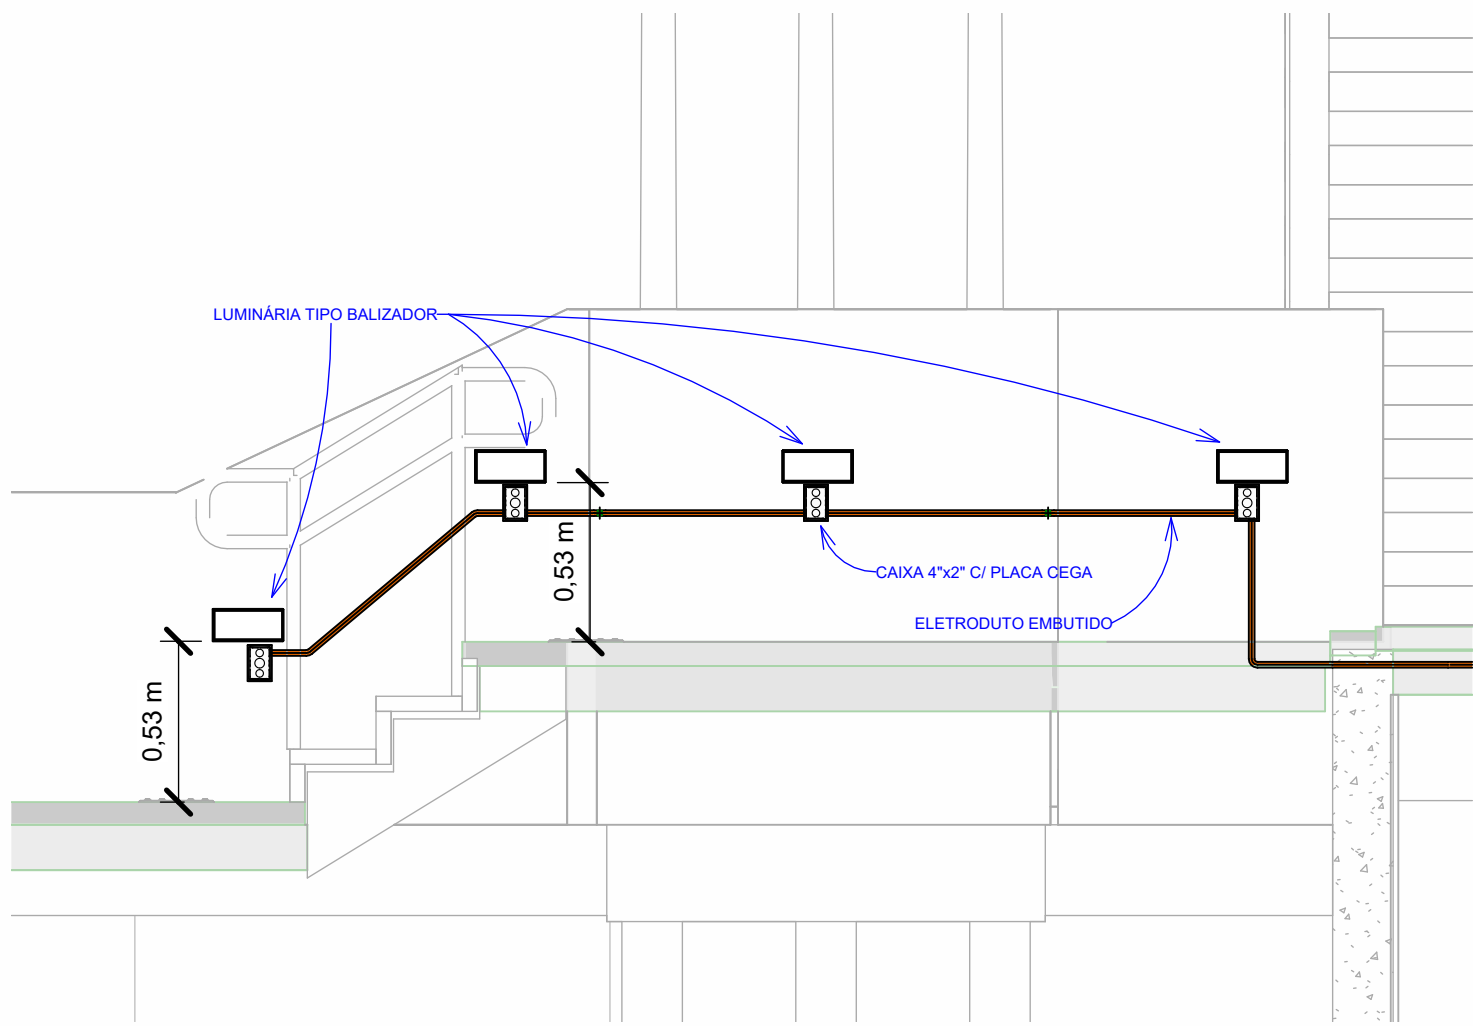 LUMINÁRIA TIPO BALIZADOR
0,53 m
CAIXA 4"x2" C/ PLACA CEGA
ELETRODUTO EMBUTIDO
0,53 m